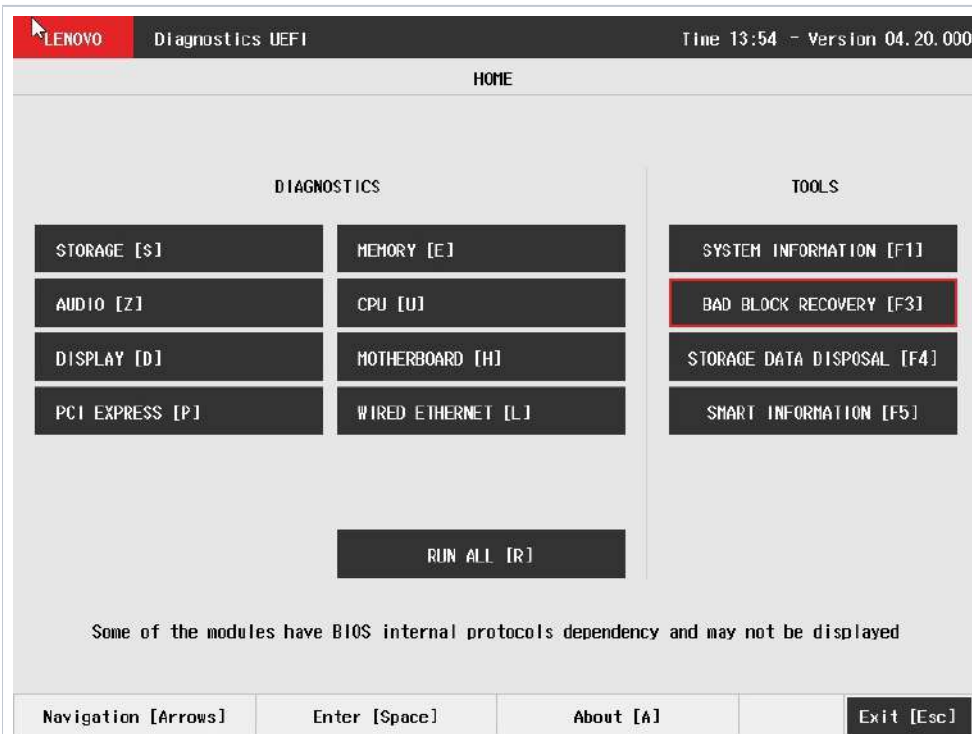 LENOVO Diagnostics UEFI Time 13:54 - Version 04.20.000
HOME
DIAGNOSTICS
TOOLS
STORAGE [S] MEMORY [E] SYSTEM INFORMATION [F1]
AUDIO [Z] CPU [U] BAD BLOCK RECOVERY [F3]
DISPLAY [D] MOTHERBOARD [H] STORAGE DATA DISPOSAL [F4]
PCI EXPRESS [P] WIRED ETHERNET [L] SMART INFORMATION [F5]
RUN ALL [R]
Some of the modules have BIOS internal protocols dependency and may not be displayed
Navigation [Arrows] Enter [Space] About [A] Exit [Esc]